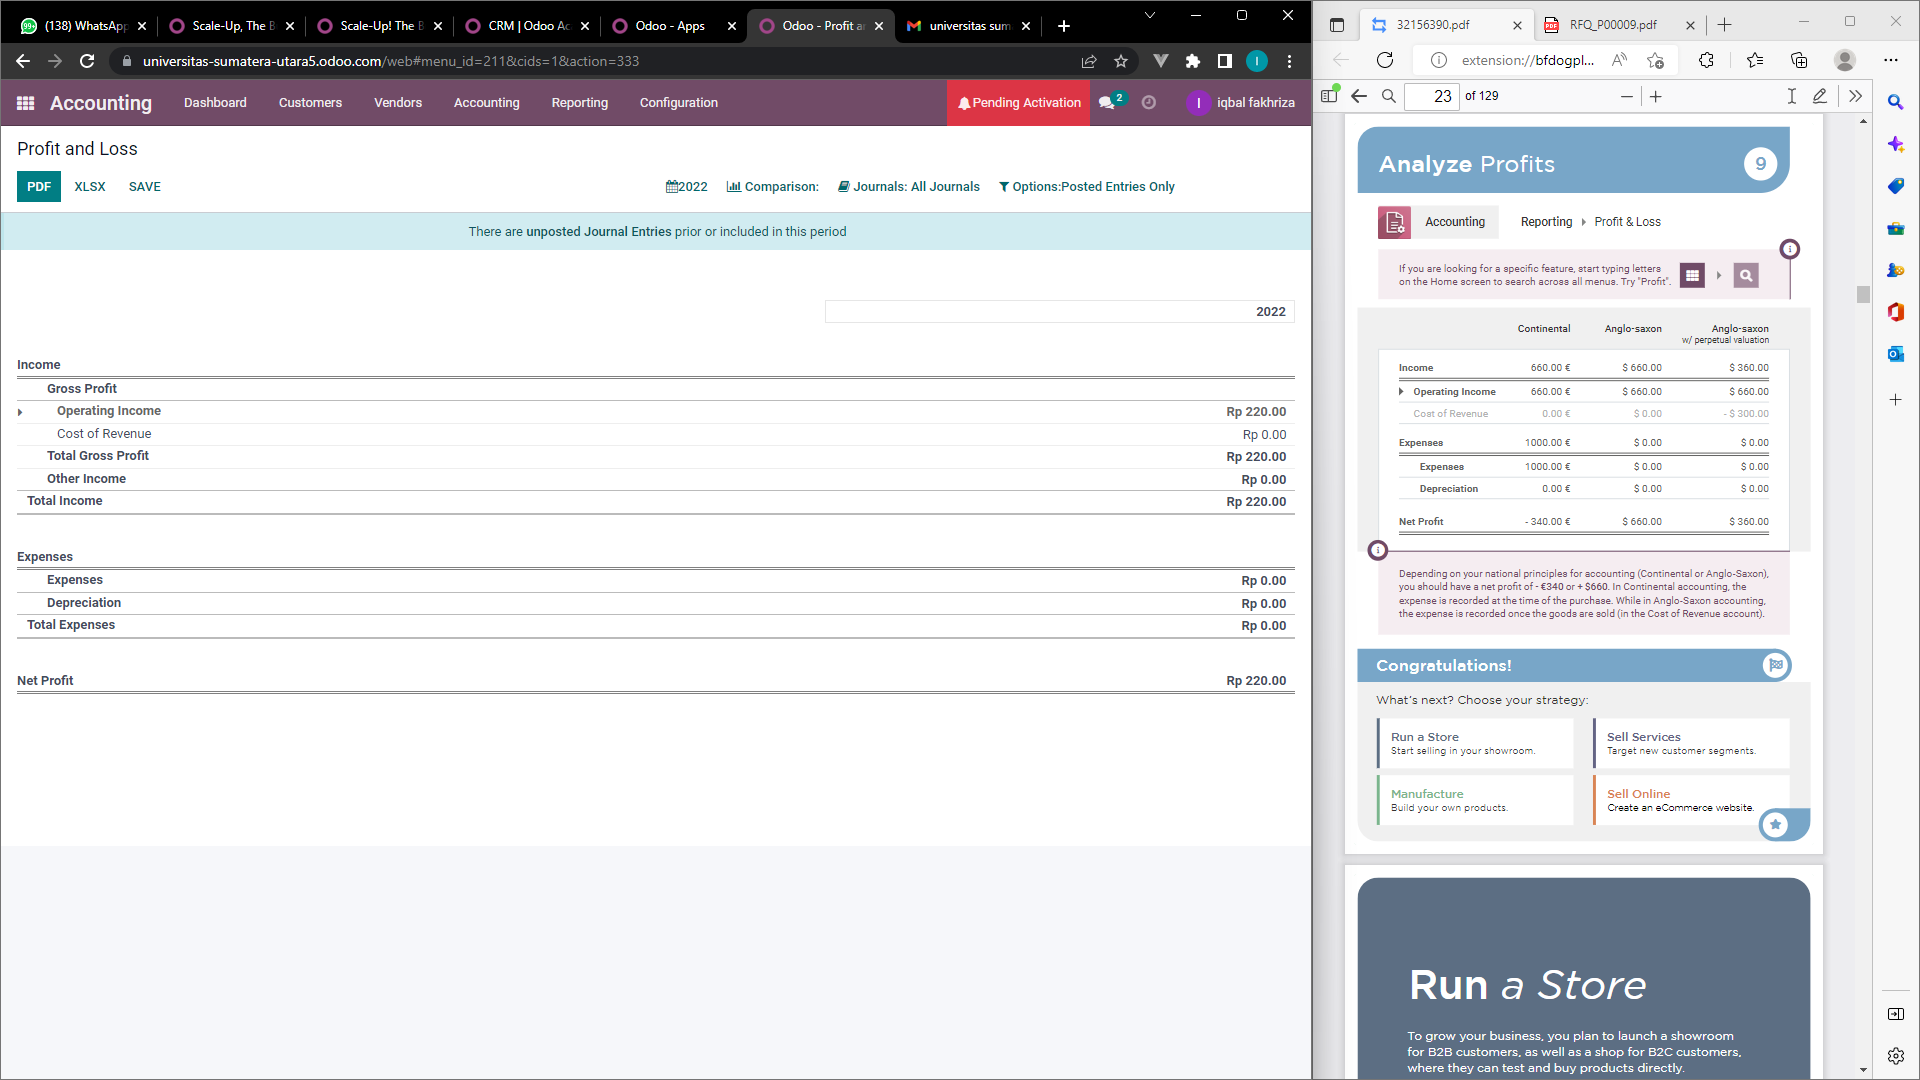 (138) WhatsApp
Scale-Up, The B
Scale-Up! The B
CRM | Odoo Ac
Odoo - Apps
Odoo - Profit an
universitas sum
universitas-sumatera-utara5.odoo.com/web#menu_id=211&cids=1&action=333
I
Accounting
Dashboard
Customers
Vendors
Accounting
Reporting
Configuration
Pending Activation
2
I
iqbal fakhriza
Profit and Loss
PDF
XLSX
SAVE
2022
Comparison:
Journals: All Journals
Options:Posted Entries Only
There are unposted Journal Entries prior or included in this period
2022
Income
Gross Profit
Operating Income Rp 220.00
Cost of Revenue Rp 0.00
Total Gross Profit Rp 220.00
Other Income Rp 0.00
Total Income Rp 220.00
Expenses
Expenses Rp 0.00
Depreciation Rp 0.00
Total Expenses Rp 0.00
Net Profit Rp 220.00
32156390.pdf
RFQ_P00009.pdf
extension://bfdogpl...
23 of 129
Analyze Profits
9
Accounting
Reporting
Profit & Loss
If you are looking for a specific feature, start typing letters
on the Home screen to search across all menus. Try "Profit".
Continental Anglo-saxon Anglo-saxon
w/ perpetual valuation
Income 660.00 € $ 660.00 $ 360.00
Operating Income 660.00 € $ 660.00 $ 660.00
Cost of Revenue 0.00 € $ 0.00 - $ 300.00
Expenses 1000.00 € $ 0.00 $ 0.00
Expenses 1000.00 € $ 0.00 $ 0.00
Depreciation 0.00 € $ 0.00 $ 0.00
Net Profit - 340.00 € $ 660.00 $ 360.00
Depending on your national principles for accounting (Continental or Anglo-Saxon),
you should have a net profit of - €340 or + $660. In Continental accounting, the
expense is recorded at the time of the purchase. While in Anglo-Saxon accounting,
the expense is recorded once the goods are sold (in the Cost of Revenue account).
Congratulations!
What's next? Choose your strategy:
Run a Store
Start selling in your showroom.
Sell Services
Target new customer segments.
Manufacture
Build your own products.
Sell Online
Create an eCommerce website.
Run a Store
To grow your business, you plan to launch a showroom
for B2B customers, as well as a shop for B2C customers,
where they can test and buy products directly.